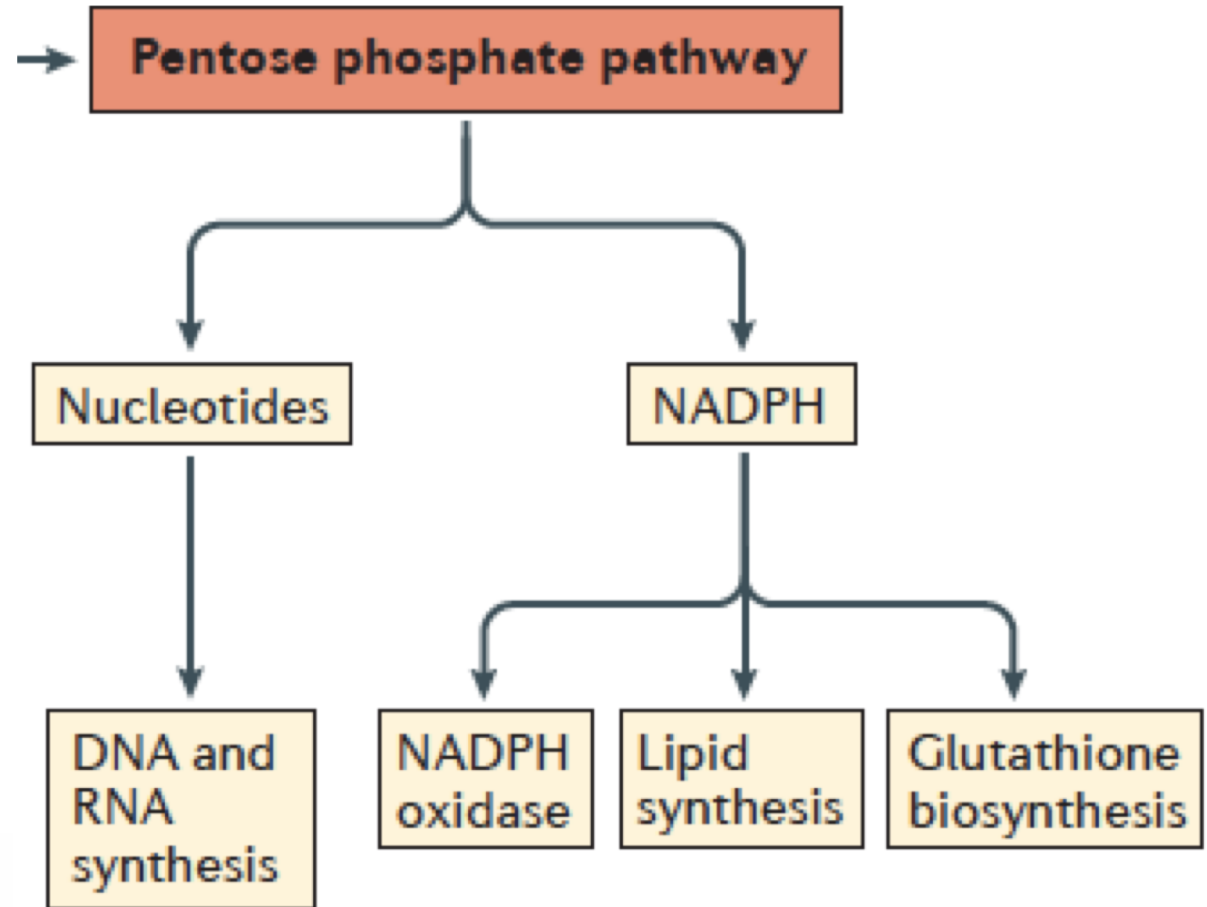 Pentose phosphate pathway
Nucleotides
NADPH
DNA and
RNA
synthesis
NADPH
oxidase
Lipid
synthesis
Glutathione
biosynthesis